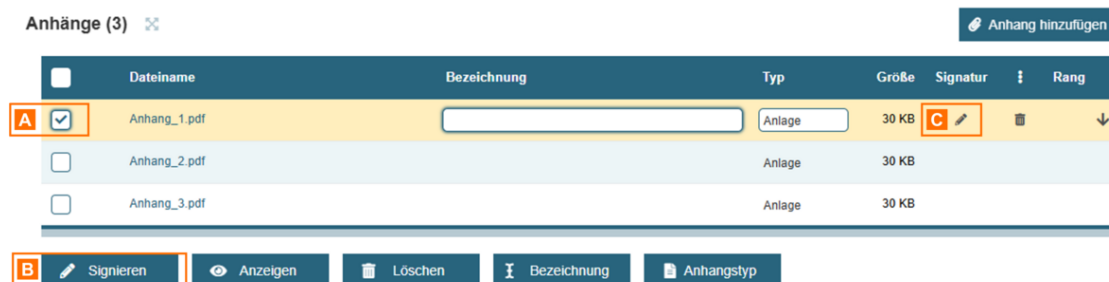 Anhänge (3)
Anhang hinzufügen
Dateiname Bezeichnung Typ Größe Signatur Rang
A Anhang_1.pdf Anlage 30 KB C
Anhang_2.pdf Anlage 30 KB
Anhang_3.pdf Anlage 30 KB
B Signieren Anzeigen Löschen Bezeichnung Anhangstyp